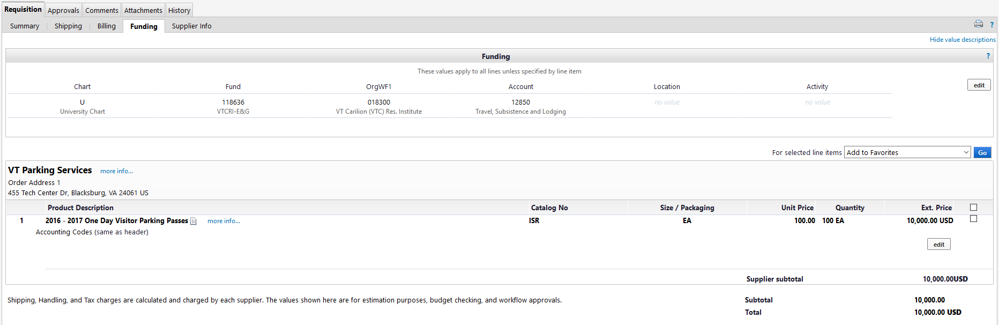 Requisition Approvals Comments Attachments History
Summary Shipping Billing Funding Supplier Info ?
Hide value descriptions
Funding ?
These values apply to all lines unless specified by line item
Chart Fund OrgWF1 Account Location Activity edit
U 118636 018300 12850 no value no value
University Chart VTCRI-E&G VT Carilion (VTC) Res. Institute Travel, Subsistence and Lodging
For selected line items Add to Favorites Go
VT Parking Services more info...
Order Address 1
455 Tech Center Dr, Blacksburg, VA 24061 US
Product Description Catalog No Size / Packaging Unit Price Quantity Ext. Price
1 2016 - 2017 One Day Visitor Parking Passes more info... ISR EA 100.00 100 EA 10,000.00 USD
Accounting Codes (same as header)
edit
Supplier subtotal 10,000.00USD
Shipping, Handling, and Tax charges are calculated and charged by each supplier. The values shown here are for estimation purposes, budget checking, and workflow approvals. Subtotal 10,000.00
Total 10,000.00 USD